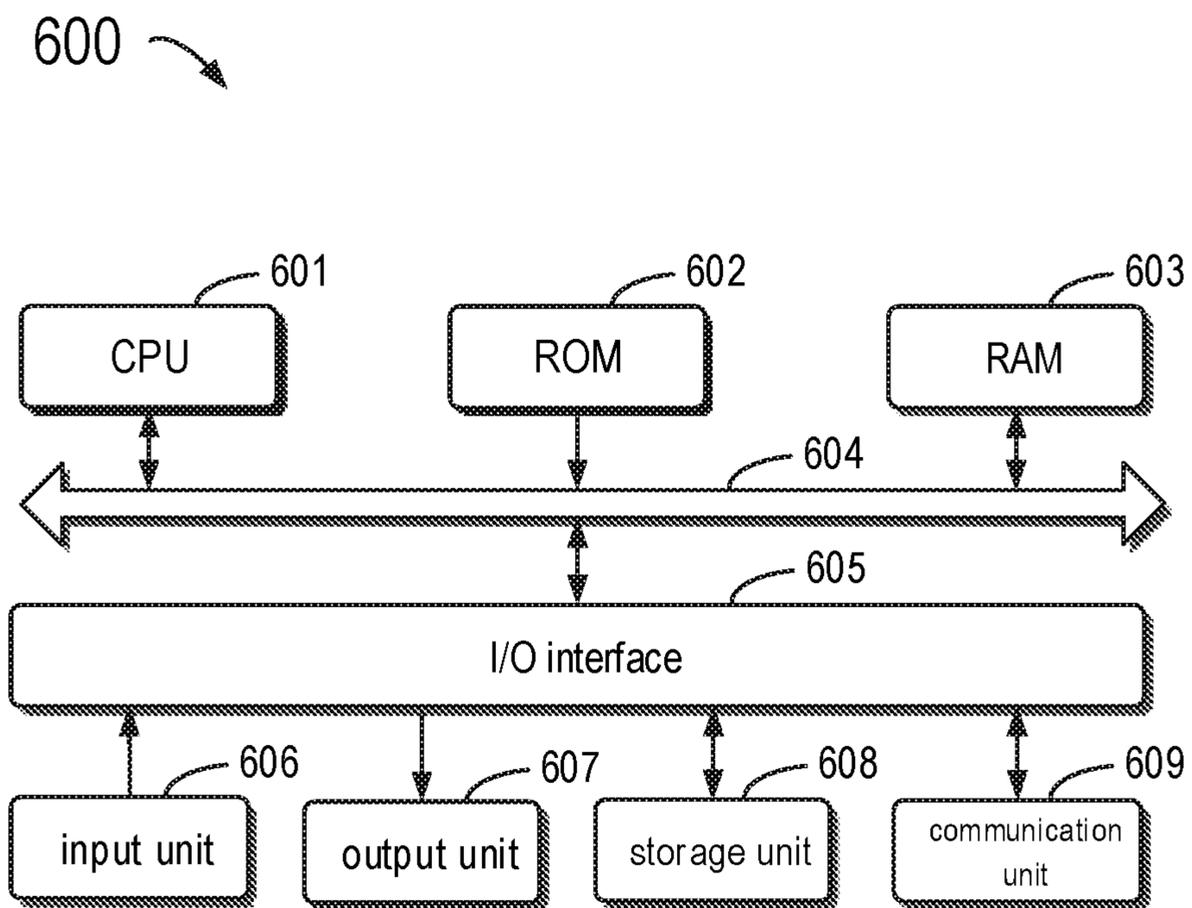 600
601
602
603
CPU
ROM
RAM
604
605
I/O interface
606
607
608
609
input unit
output unit
storage unit
communication
unit